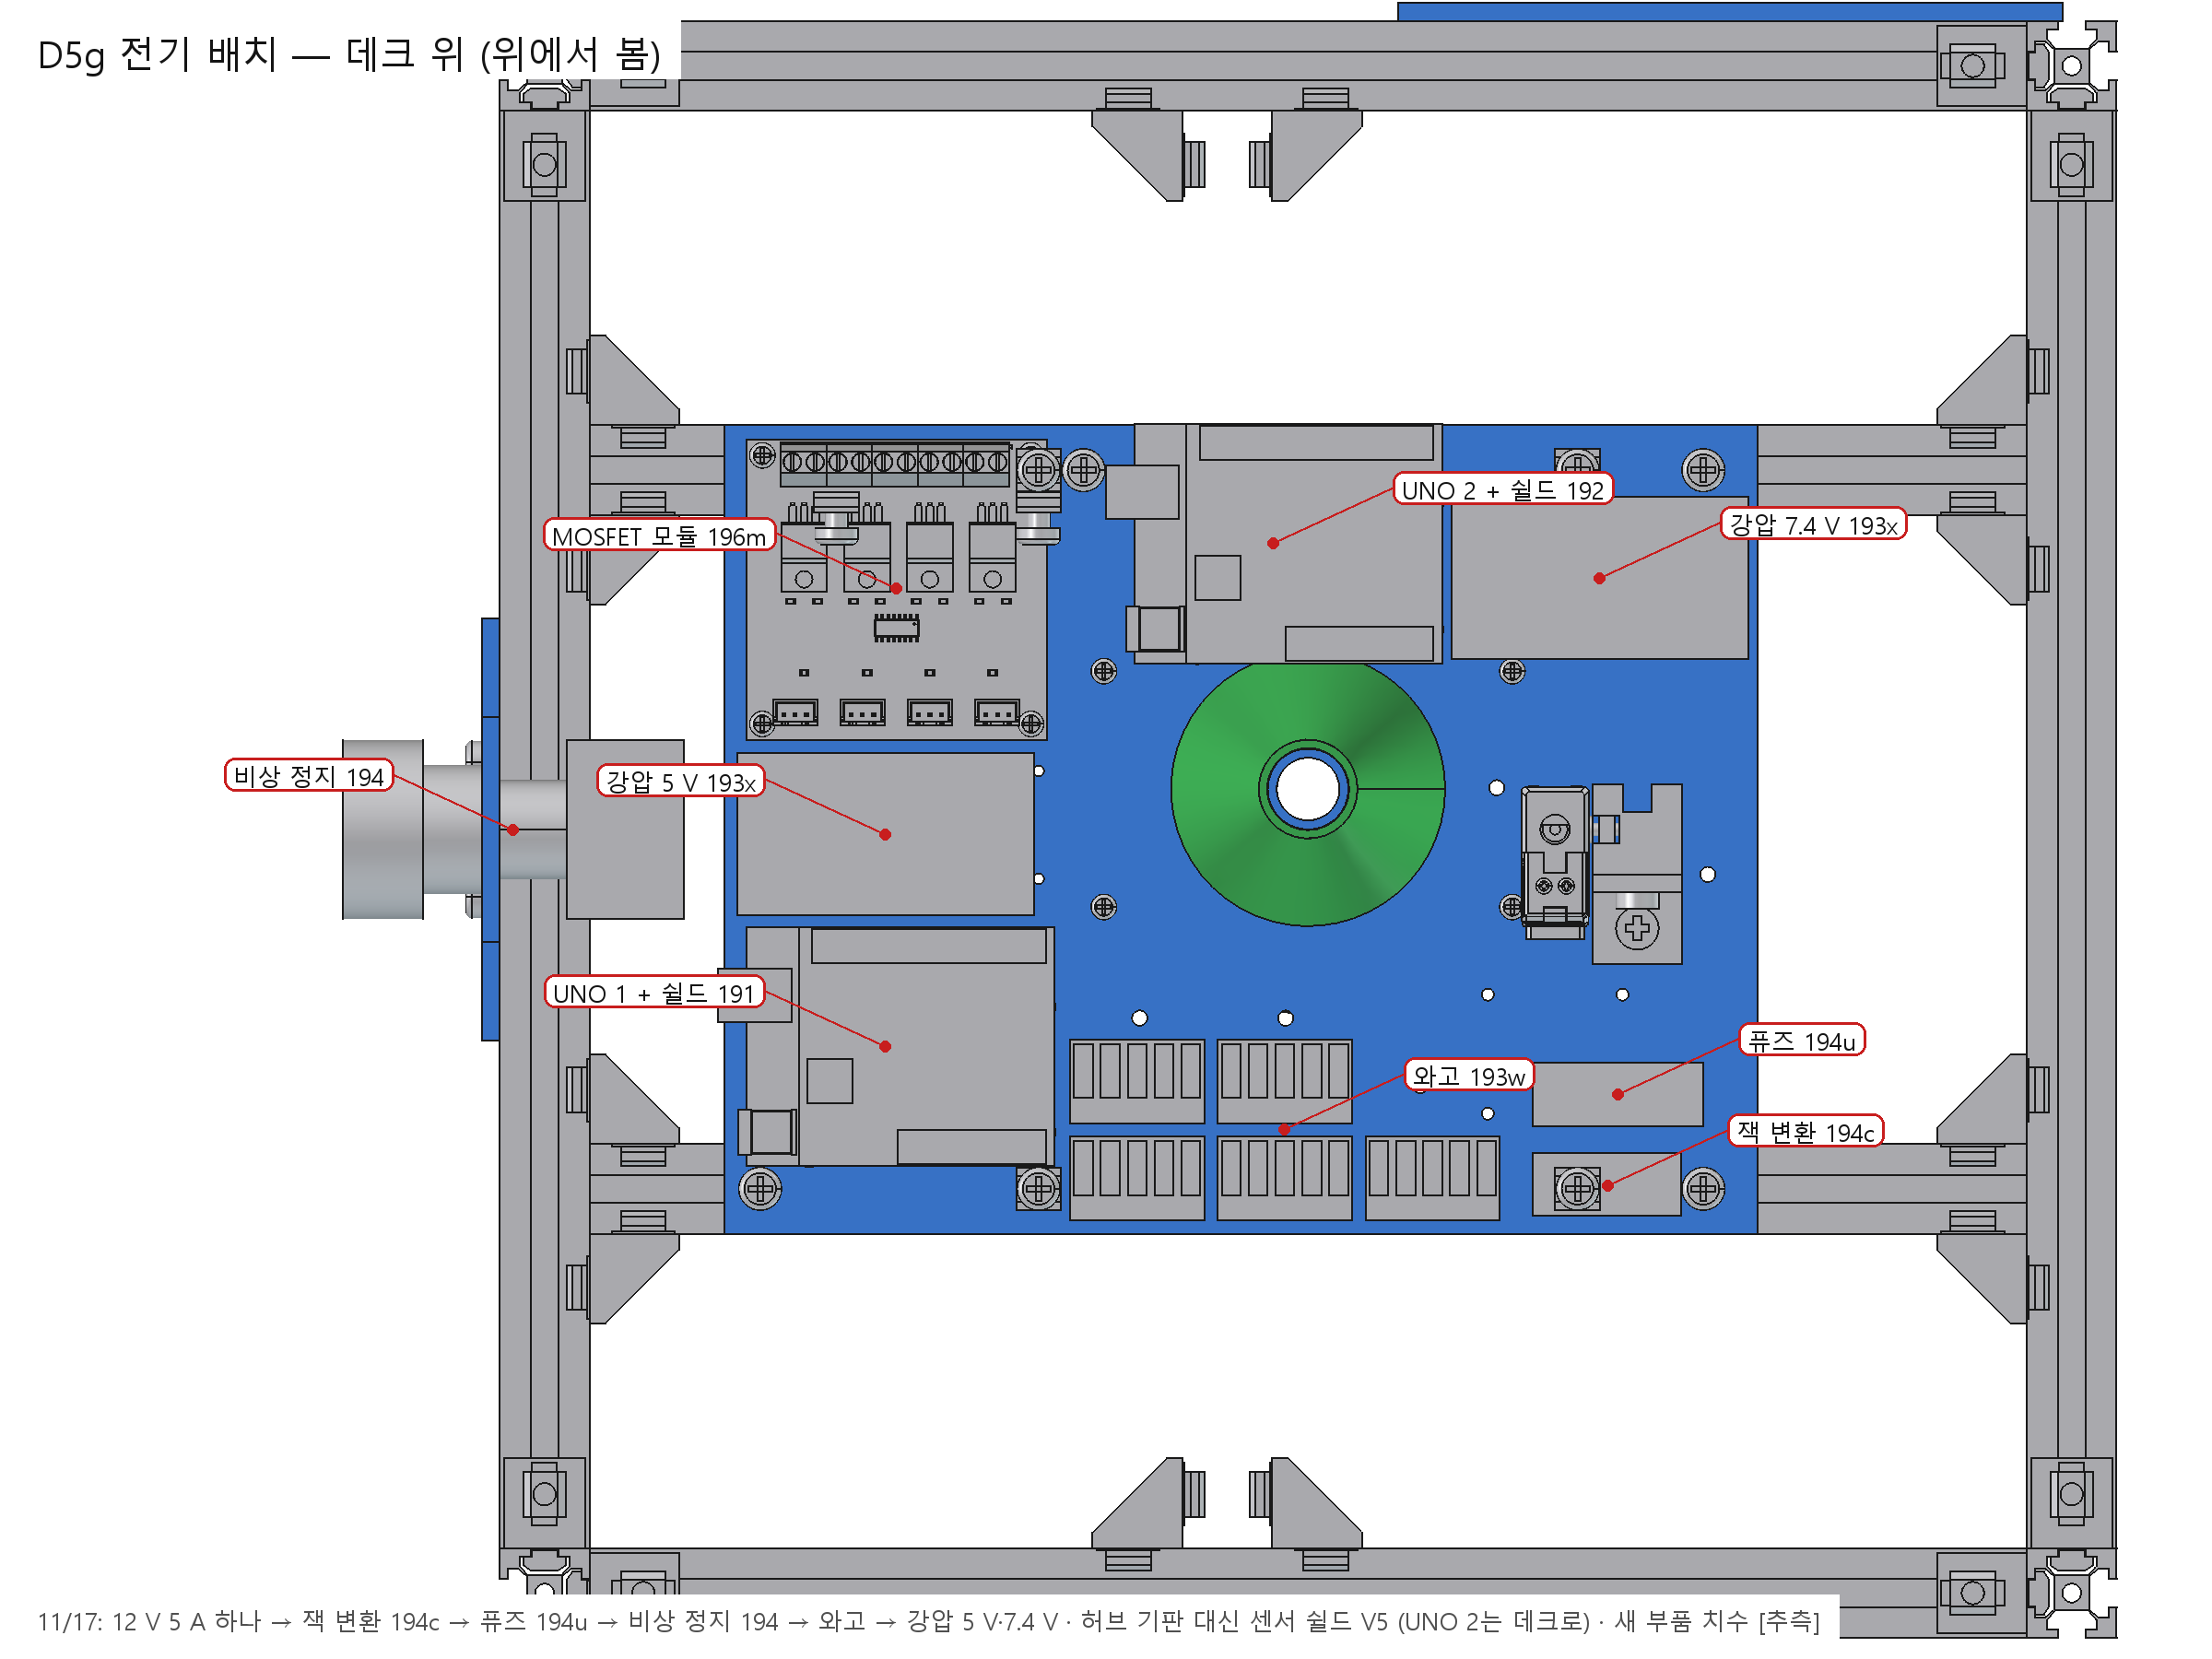 D5g 전기 배치 — 데크 위 (위에서 봄)
UNO 2 + 쉴드 192
강압 7.4 V 193x
MOSFET 모듈 196m
비상 정지 194
강압 5 V 193x
UNO 1 + 쉴드 191
퓨즈 194u
와고 193w
잭 변환 194c
11/17: 12 V 5 A 하나 → 잭 변환 194c → 퓨즈 194u → 비상 정지 194 → 와고 → 강압 5 V·7.4 V · 허브 기판 대신 센서 쉴드 V5 (UNO 2는 데크로) · 새 부품 치수 [추측]